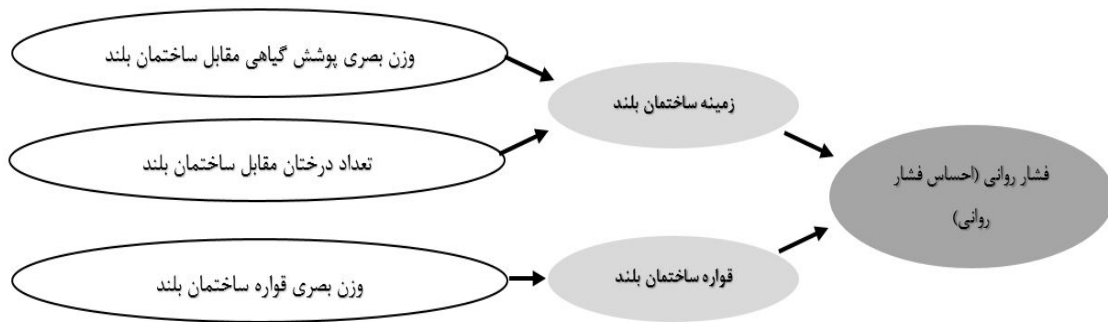 وزن بصری پوشش گیاهی مقابل ساختمان بلند
زمینه ساختمان بلند
تعداد درختان مقابل ساختمان بلند
فشار روانی (احساس فشار
روانی)
قواره ساختمان بلند
وزن بصری قواره ساختمان بلند